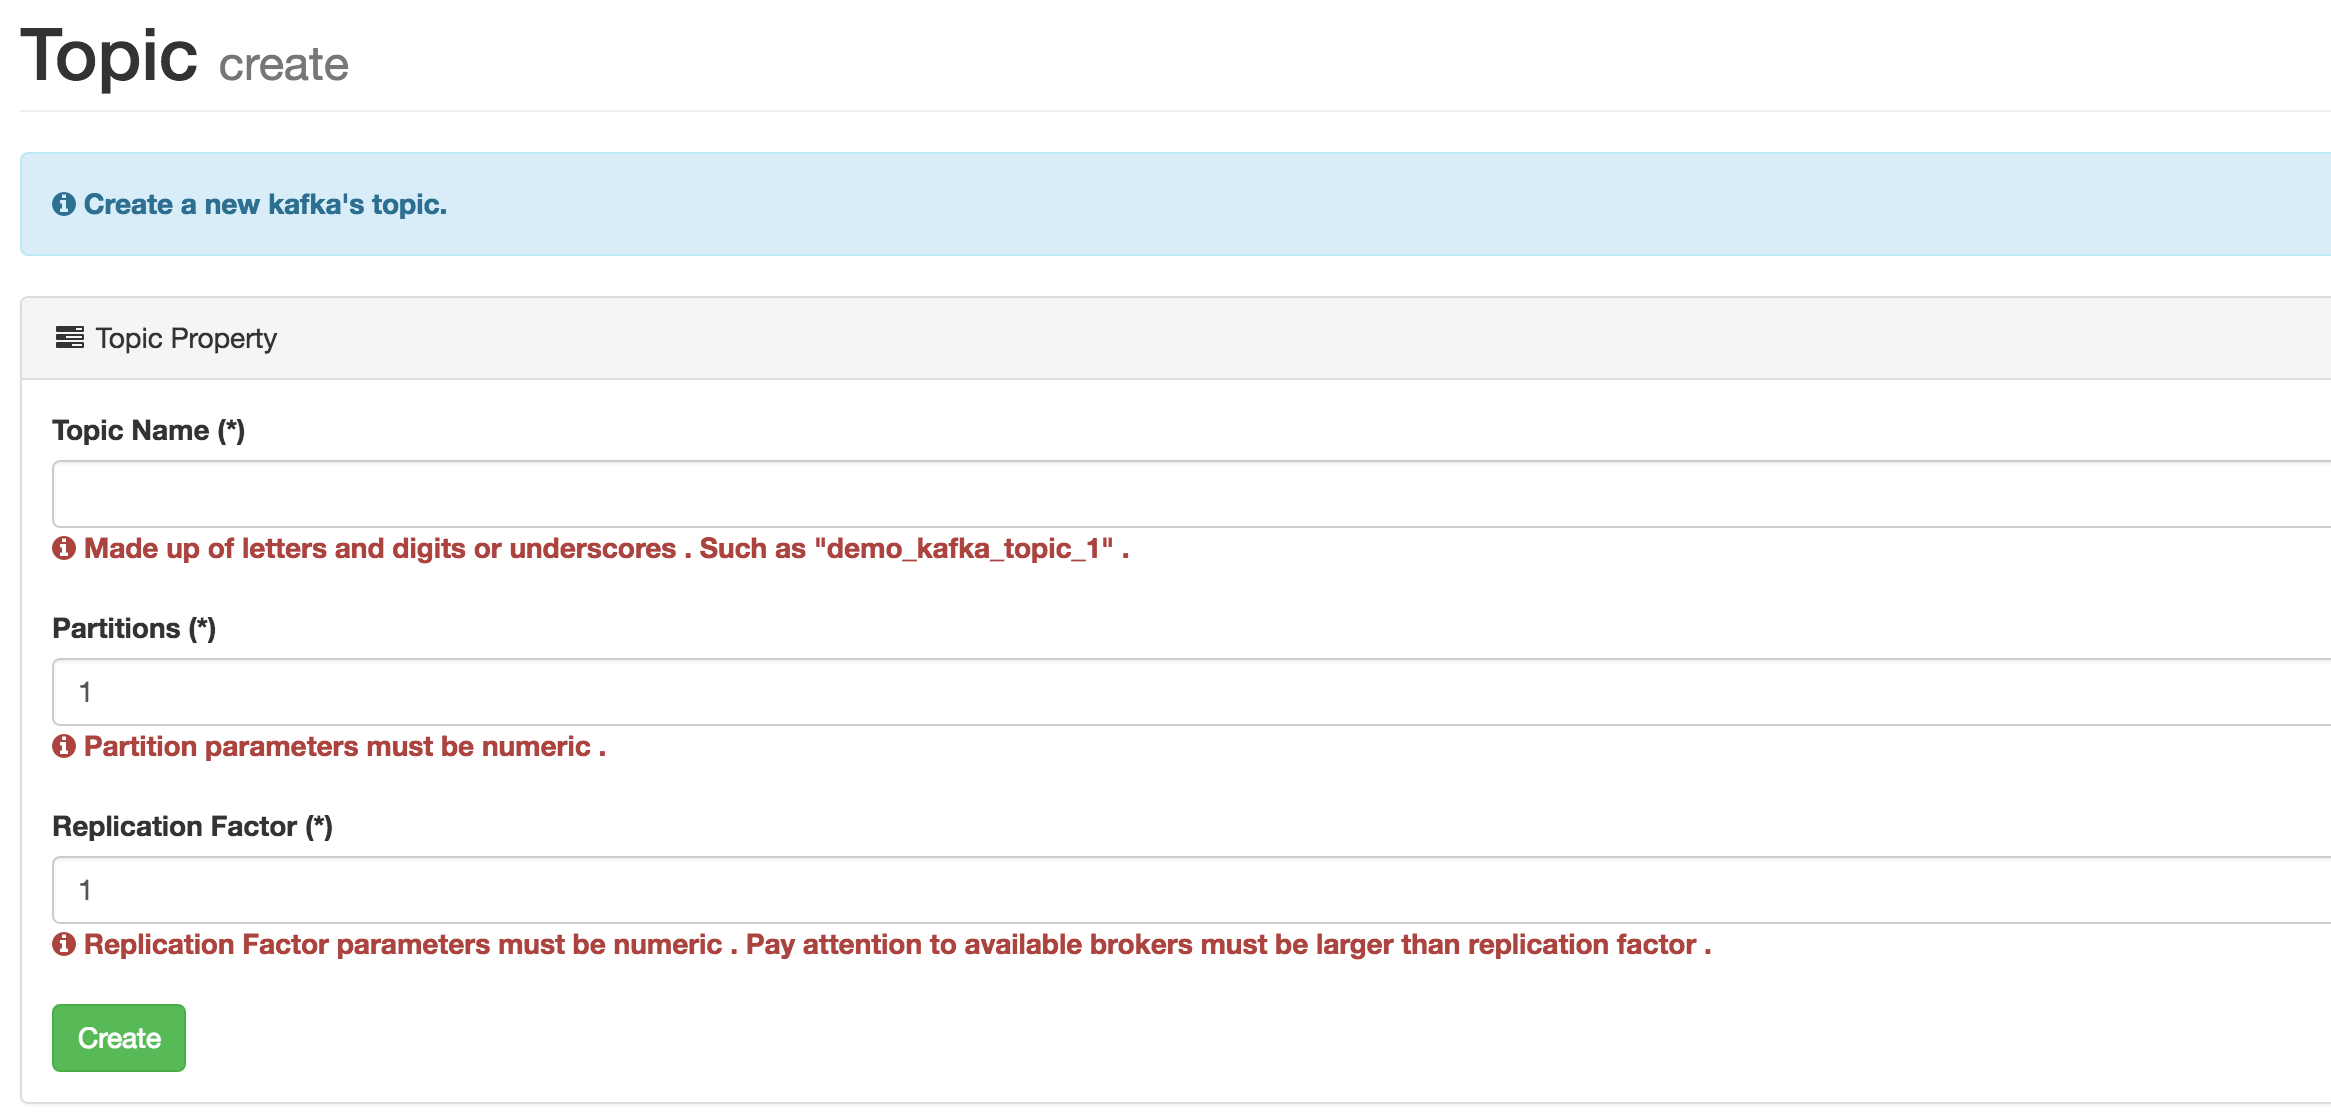 Topic create
Create a new kafka's topic.
Topic Property
Topic Name (*)
Made up of letters and digits or underscores . Such as "demo_kafka_topic_1" .
Partitions (*)
1
Partition parameters must be numeric .
Replication Factor (*)
1
Replication Factor parameters must be numeric . Pay attention to available brokers must be larger than replication factor .
Create